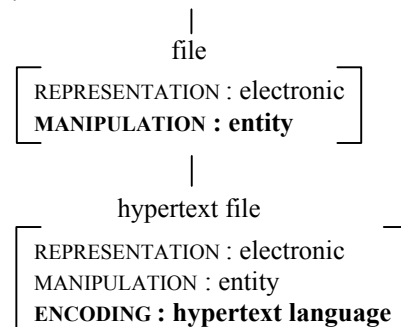 file
REPRESENTATION : electronic
MANIPULATION : entity
hypertext file
REPRESENTATION : electronic
MANIPULATION : entity
ENCODING : hypertext language